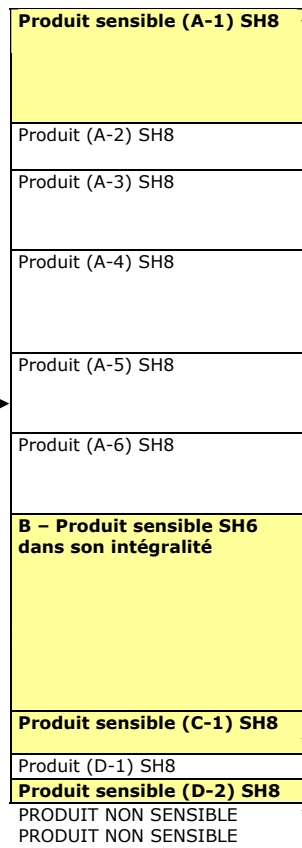 Produit sensible (A-1) SH8
Produit (A-2) SH8
Produit (A-3) SH8
Produit (A-4) SH8
Produit (A-5) SH8
Produit (A-6) SH8
B – Produit sensible SH6
dans son intégralité
Produit sensible (C-1) SH8
Produit (D-1) SH8
Produit sensible (D-2) SH8
PRODUIT NON SENSIBLE
PRODUIT NON SENSIBLE